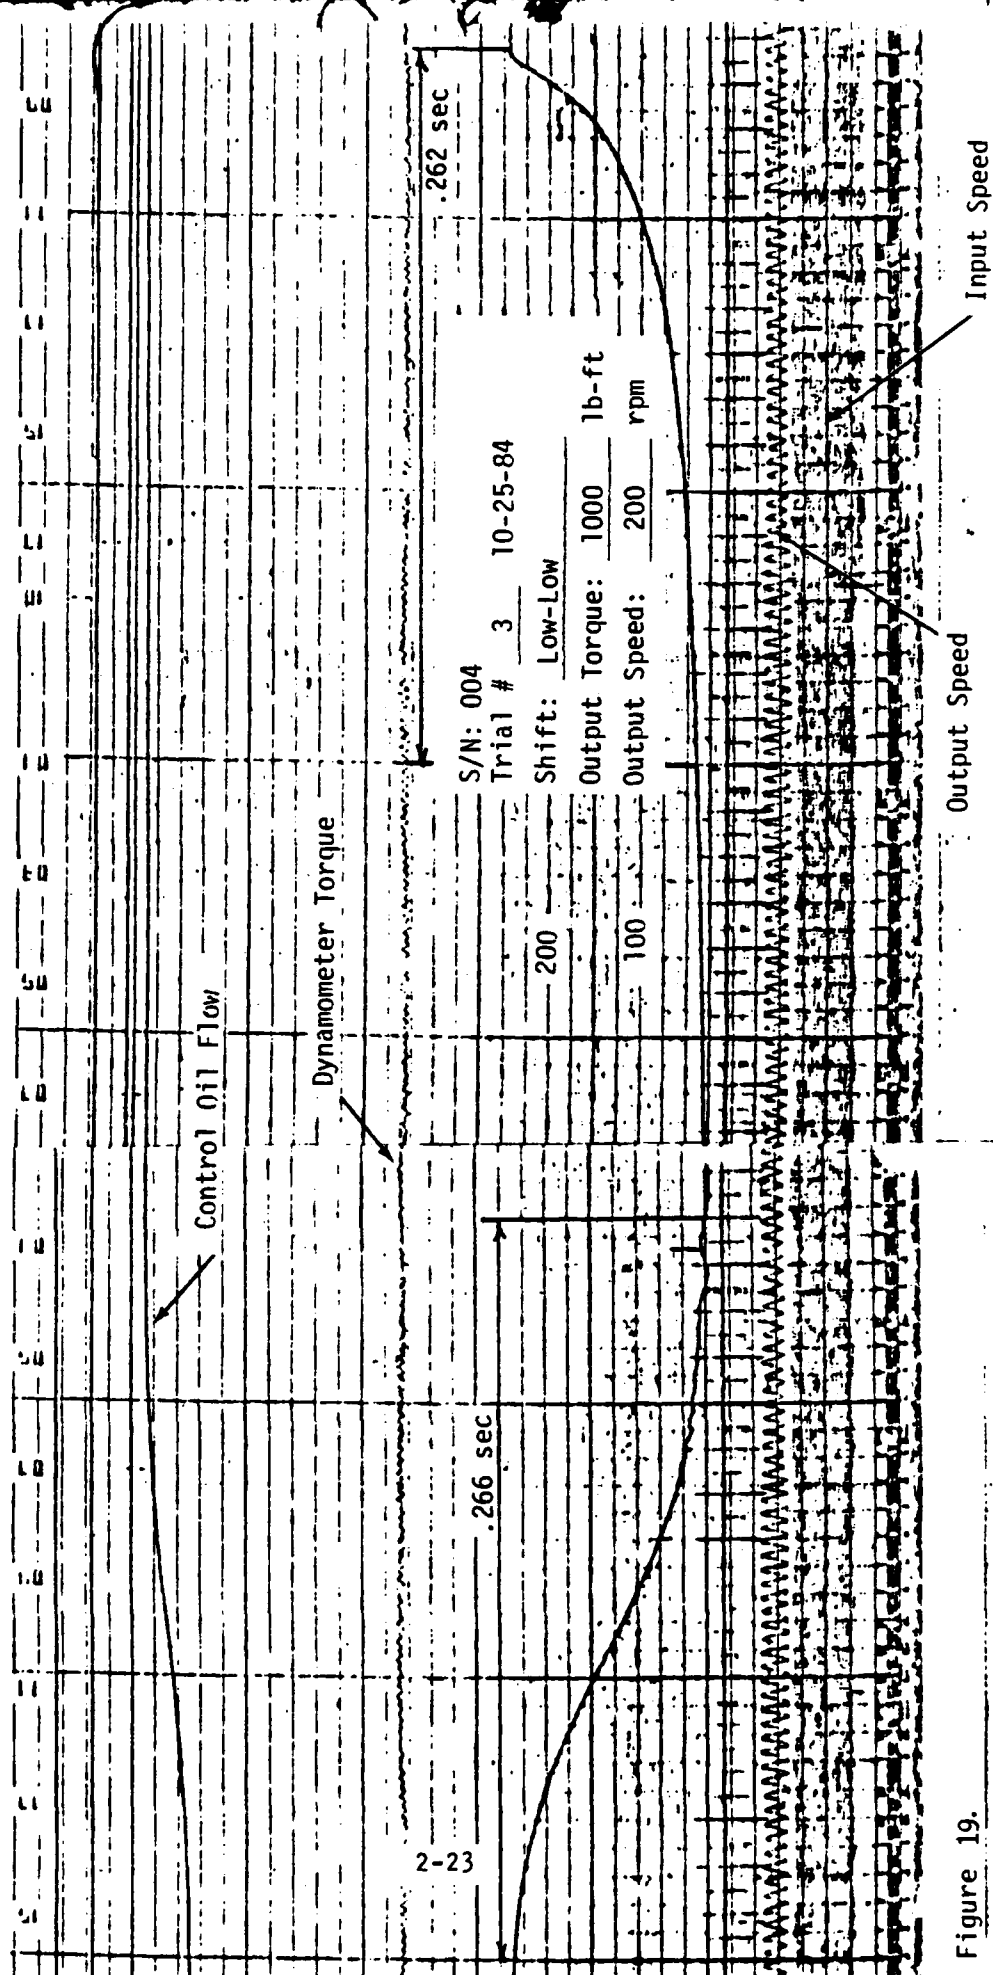 Control Oil Flow
Dynamometer Torque
.266 sec
.262 sec
S/N: 004
Trial # 3 10-25-84
Shift: Low-Low
Output Torque: 1000 lb-ft
Output Speed: 200 rpm
200
100
Output Speed
Input Speed
2-23
Figure 19.